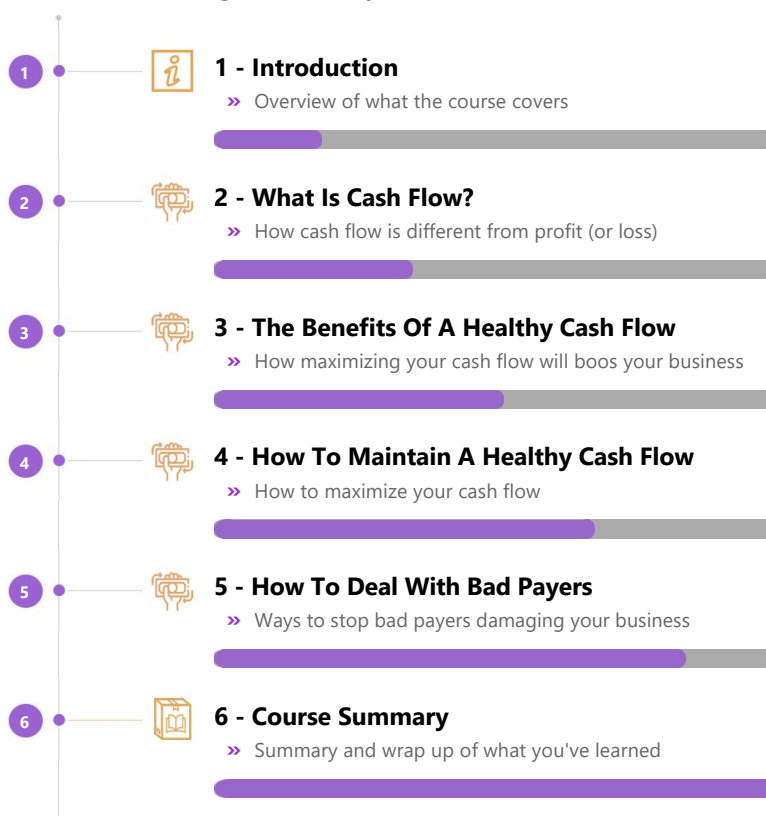 1
1 - Introduction
» Overview of what the course covers
2
2 - What Is Cash Flow?
» How cash flow is different from profit (or loss)
3
3 - The Benefits Of A Healthy Cash Flow
» How maximizing your cash flow will boos your business
4
4 - How To Maintain A Healthy Cash Flow
» How to maximize your cash flow
5
5 - How To Deal With Bad Payers
» Ways to stop bad payers damaging your business
6
6 - Course Summary
» Summary and wrap up of what you've learned